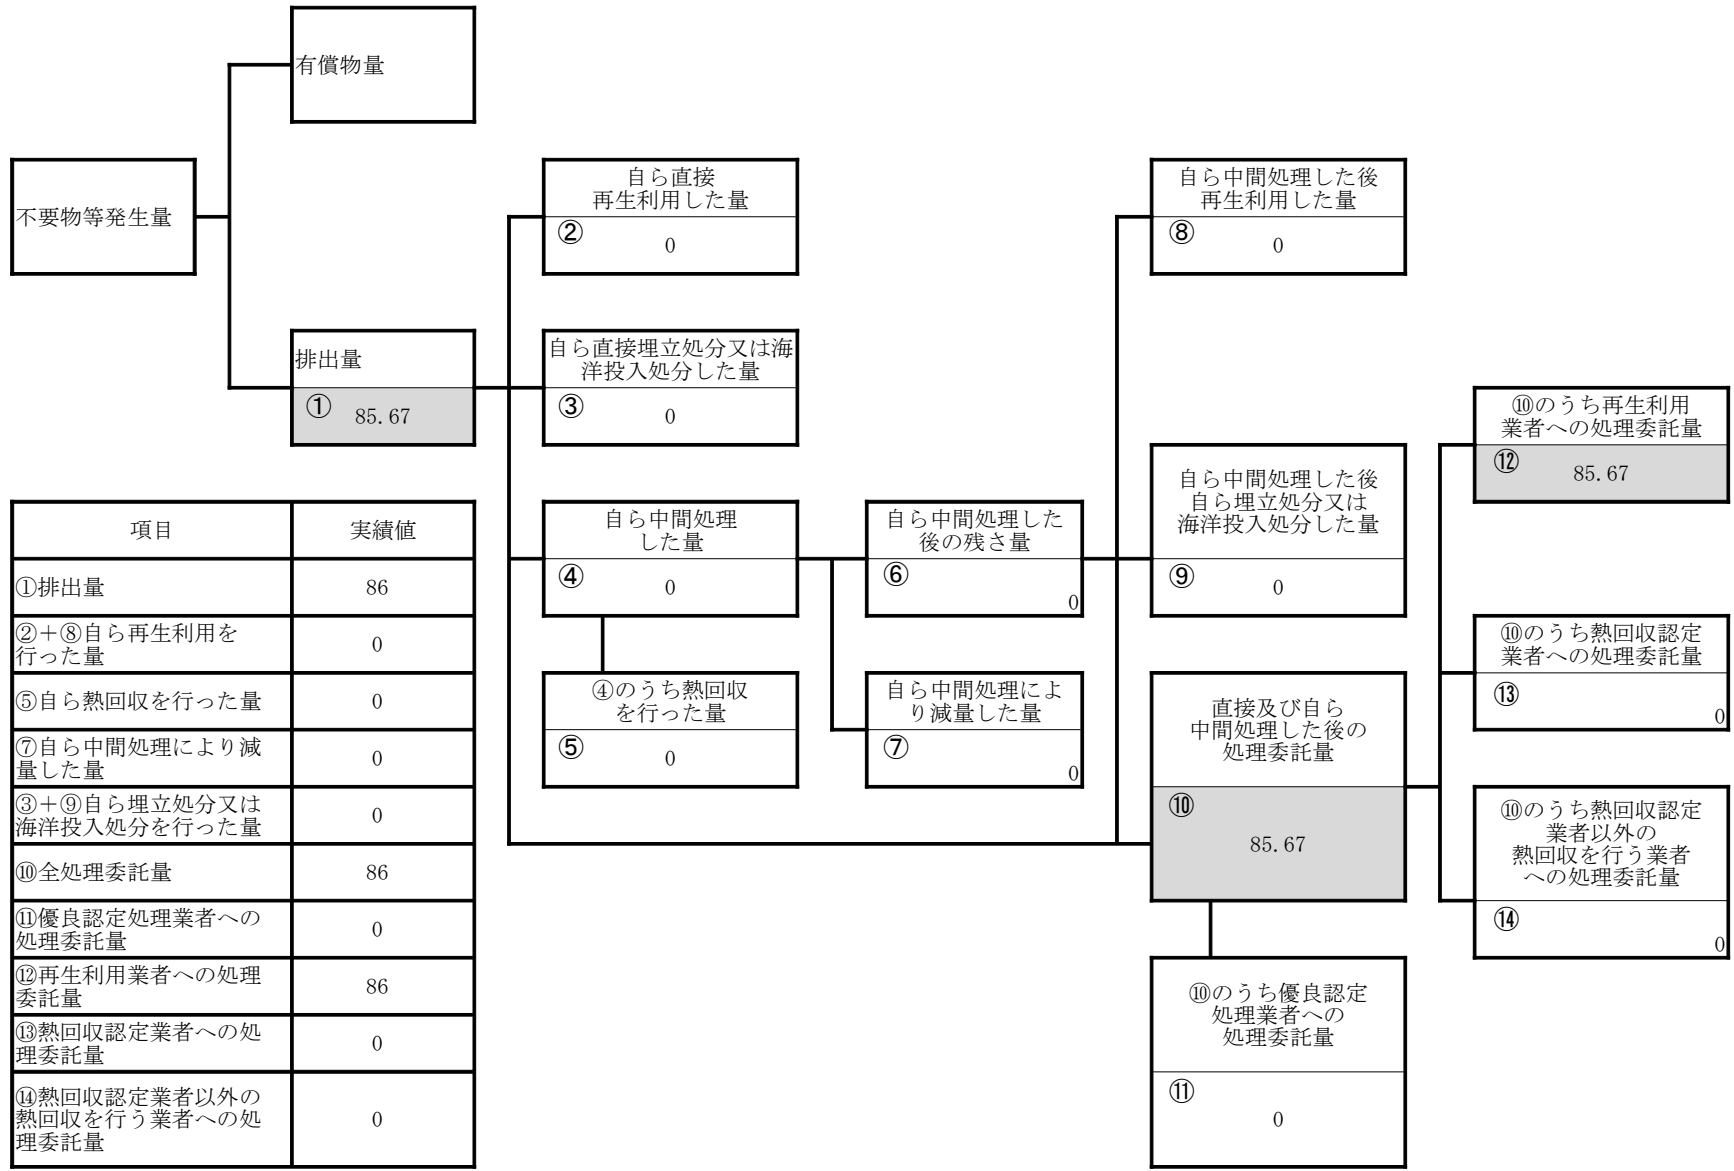 有償物量
不要物等発生量
自ら直接
再生利用した量
②
0
自ら中間処理した後
再生利用した量
⑧
0
排出量
①
85.67
自ら直接埋立処分又は海
洋投入処分した量
③
0
⑩のうち再生利用
業者への処理委託量
⑫
85.67
自ら中間処理した後
自ら埋立処分又は
海洋投入処分した量
⑨
0
自ら中間処理
した量
④
0
自ら中間処理した
後の残さ量
⑥
0
⑩のうち熱回収認定
業者への処理委託量
⑬
0
④のうち熱回収
を行った量
⑤
0
自ら中間処理によ
り減量した量
⑦
0
直接及び自ら
中間処理した後の
処理委託量
⑩
85.67
⑩のうち熱回収認定
業者以外の
熱回収を行う業者
への処理委託量
⑭
0
⑩のうち優良認定
処理業者への
処理委託量
⑪
0
項目 実績値
①排出量 86
②＋⑧自ら再生利用を
行った量 0
⑤自ら熱回収を行った量 0
⑦自ら中間処理により減
量した量 0
③＋⑨自ら埋立処分又は
海洋投入処分を行った量 0
⑩全処理委託量 86
⑪優良認定処理業者への
処理委託量 0
⑫再生利用業者への処理
委託量 86
⑬熱回収認定業者への処
理委託量 0
⑭熱回収認定業者以外の
熱回収を行う業者への処
理委託量 0